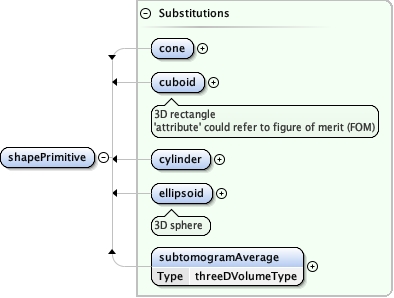 Substitutions
cone
cuboid
3D rectangle
'attribute' could refer to figure of merit (FOM)
shapePrimitive
cylinder
ellipsoid
3D sphere
subtomogramAverage
Type threeDVolumeType